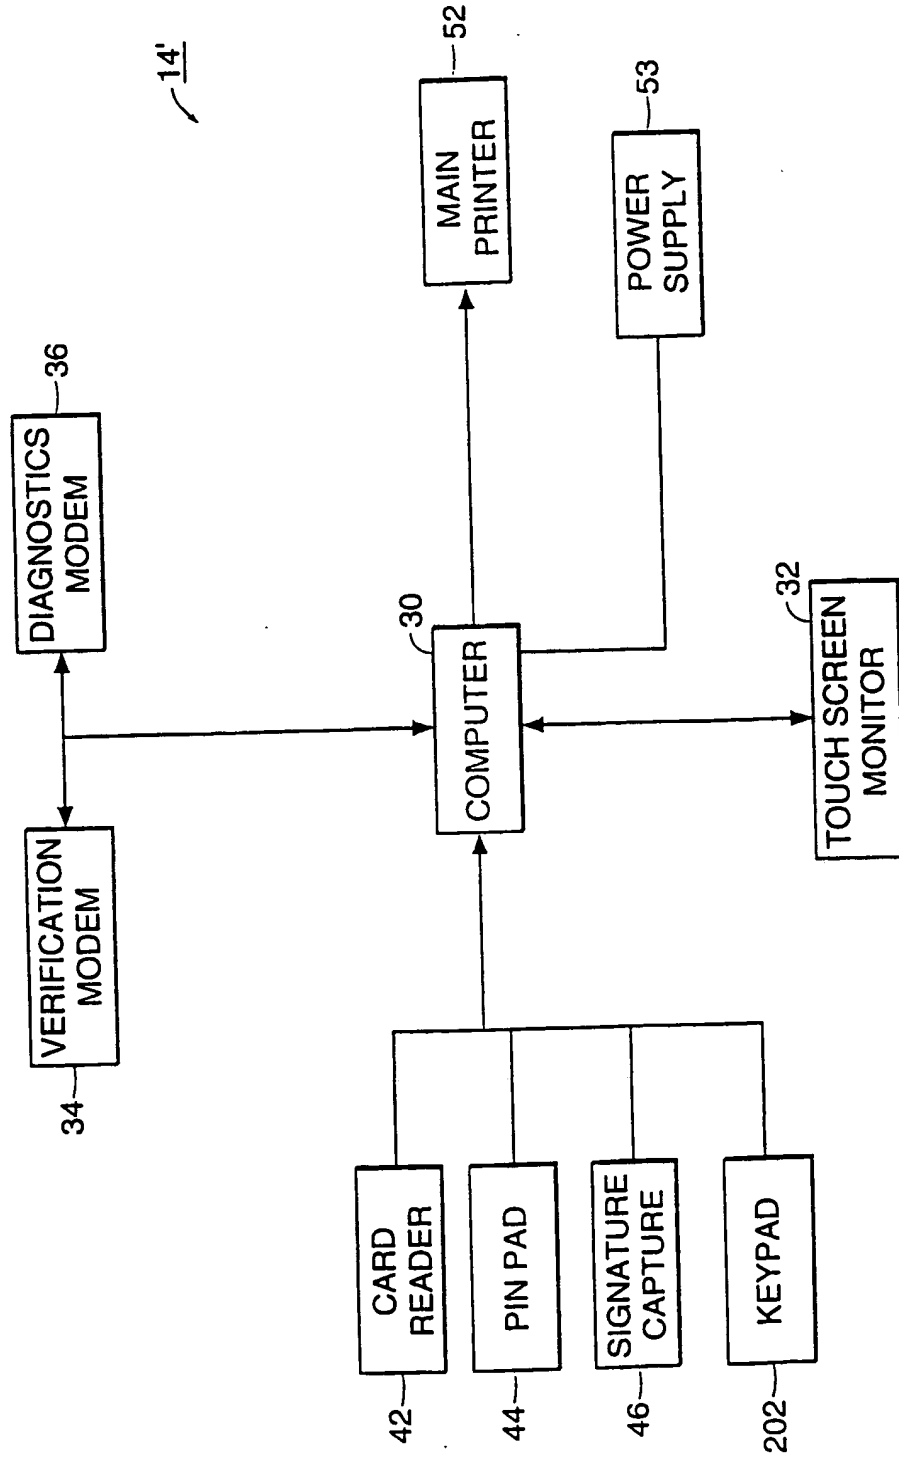 14'
34
VERIFICATION
MODEM
DIAGNOSTICS
MODEM
36
42
CARD
READER
44
PIN PAD
46
SIGNATURE
CAPTURE
202
KEYPAD
30
COMPUTER
MAIN
PRINTER
52
POWER
SUPPLY
53
32
TOUCH SCREEN
MONITOR